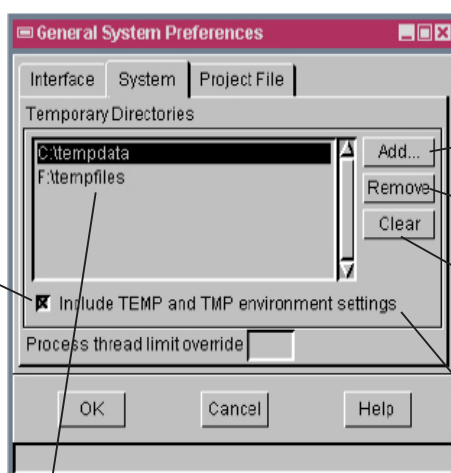 General System Preferences
Interface System Project File
Temporary Directories
C:\tempdata
F:\tempfiles
Add...
Remove
Clear
Include TEMP and TMP environment settings
Process thread limit override
OK Cancel Help